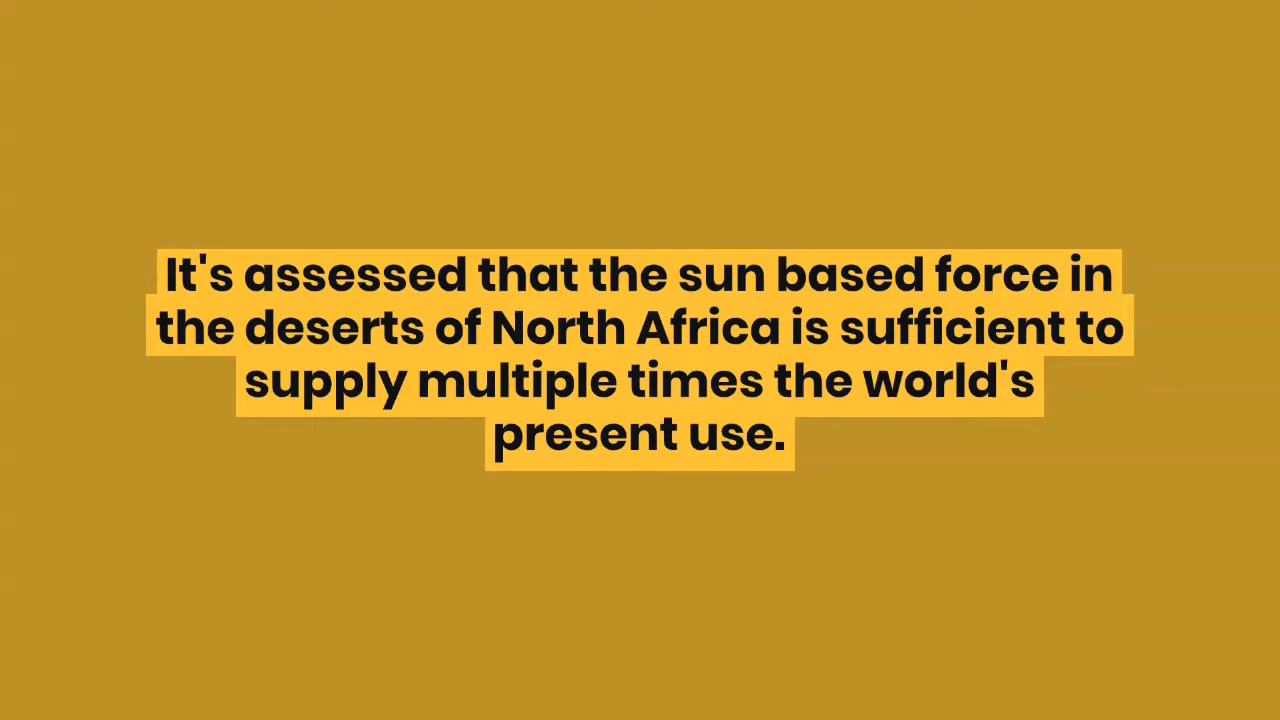 It's assessed that the sun based force in
the deserts of North Africa is sufficient to
supply multiple times the world's
present use.